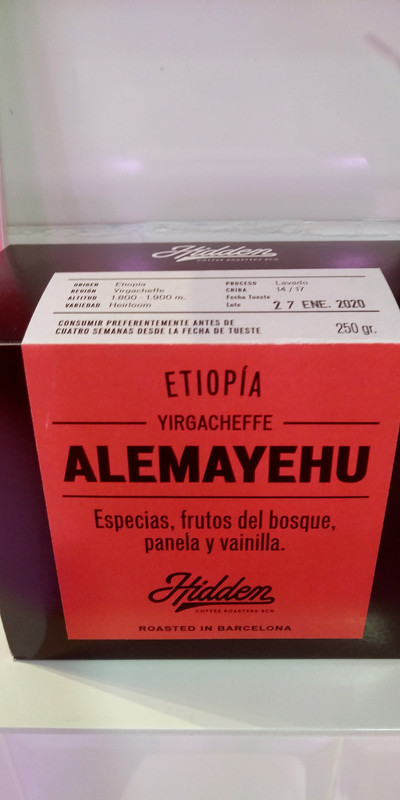 Hidden
COFFEE ROASTERS BCN
ORIGEN Etiopía PROCESO Lavado
REGIÓN Yirgacheffe CRIBA 14 / 17
ALTITUD 1.800 - 1.900 m. Fecha Tueste
VARIEDAD Heirloom Lote 27 ENE. 2020
CONSUMIR PREFERENTEMENTE ANTES DE
CUATRO SEMANAS DESDE LA FECHA DE TUESTE 250 gr.
ETIOPÍA
YIRGACHEFFE
ALEMAYEHU
Especias, frutos del bosque,
panela y vainilla.
Hidden
COFFEE ROASTERS BCN
ROASTED IN BARCELONA